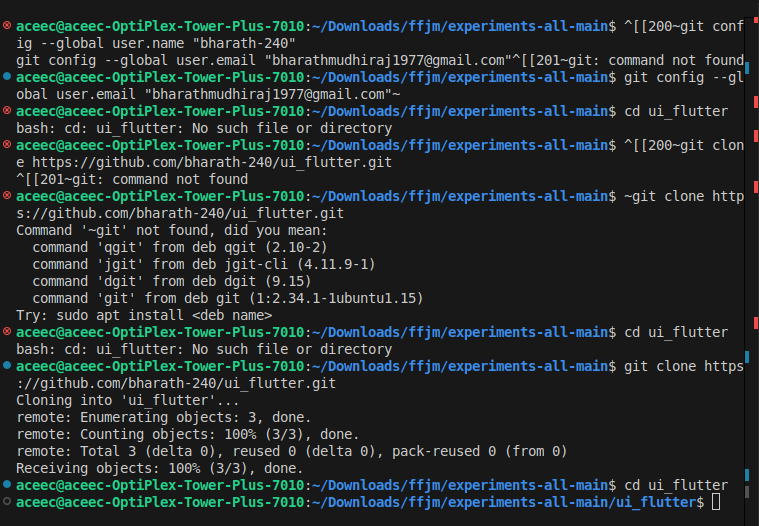 aceec@aceec-OptiPlex-Tower-Plus-7010:~/Downloads/ffjm/experiments-all-main$ ^[[200~git conf
ig --global user.name "bharath-240"
git config --global user.email "bharathmudhiraj1977@gmail.com"^[[201~git: command not found
aceec@aceec-OptiPlex-Tower-Plus-7010:~/Downloads/ffjm/experiments-all-main$ git config --gl
obal user.email "bharathmudhiraj1977@gmail.com"~
aceec@aceec-OptiPlex-Tower-Plus-7010:~/Downloads/ffjm/experiments-all-main$ cd ui_flutter
bash: cd: ui_flutter: No such file or directory
aceec@aceec-OptiPlex-Tower-Plus-7010:~/Downloads/ffjm/experiments-all-main$ ^[[200~git clon
e https://github.com/bharath-240/ui_flutter.git
^[[201~git: command not found
aceec@aceec-OptiPlex-Tower-Plus-7010:~/Downloads/ffjm/experiments-all-main$ ~git clone http
s://github.com/bharath-240/ui_flutter.git
Command '~git' not found, did you mean:
  command 'qgit' from deb qgit (2.10-2)
  command 'jgit' from deb jgit-cli (4.11.9-1)
  command 'dgit' from deb dgit (9.15)
  command 'git' from deb git (1:2.34.1-1ubuntu1.15)
Try: sudo apt install <deb name>
aceec@aceec-OptiPlex-Tower-Plus-7010:~/Downloads/ffjm/experiments-all-main$ cd ui_flutter
bash: cd: ui_flutter: No such file or directory
aceec@aceec-OptiPlex-Tower-Plus-7010:~/Downloads/ffjm/experiments-all-main$ git clone https
://github.com/bharath-240/ui_flutter.git
Cloning into 'ui_flutter'...
remote: Enumerating objects: 3, done.
remote: Counting objects: 100% (3/3), done.
remote: Total 3 (delta 0), reused 0 (delta 0), pack-reused 0 (from 0)
Receiving objects: 100% (3/3), done.
aceec@aceec-OptiPlex-Tower-Plus-7010:~/Downloads/ffjm/experiments-all-main$ cd ui_flutter
aceec@aceec-OptiPlex-Tower-Plus-7010:~/Downloads/ffjm/experiments-all-main/ui_flutter$